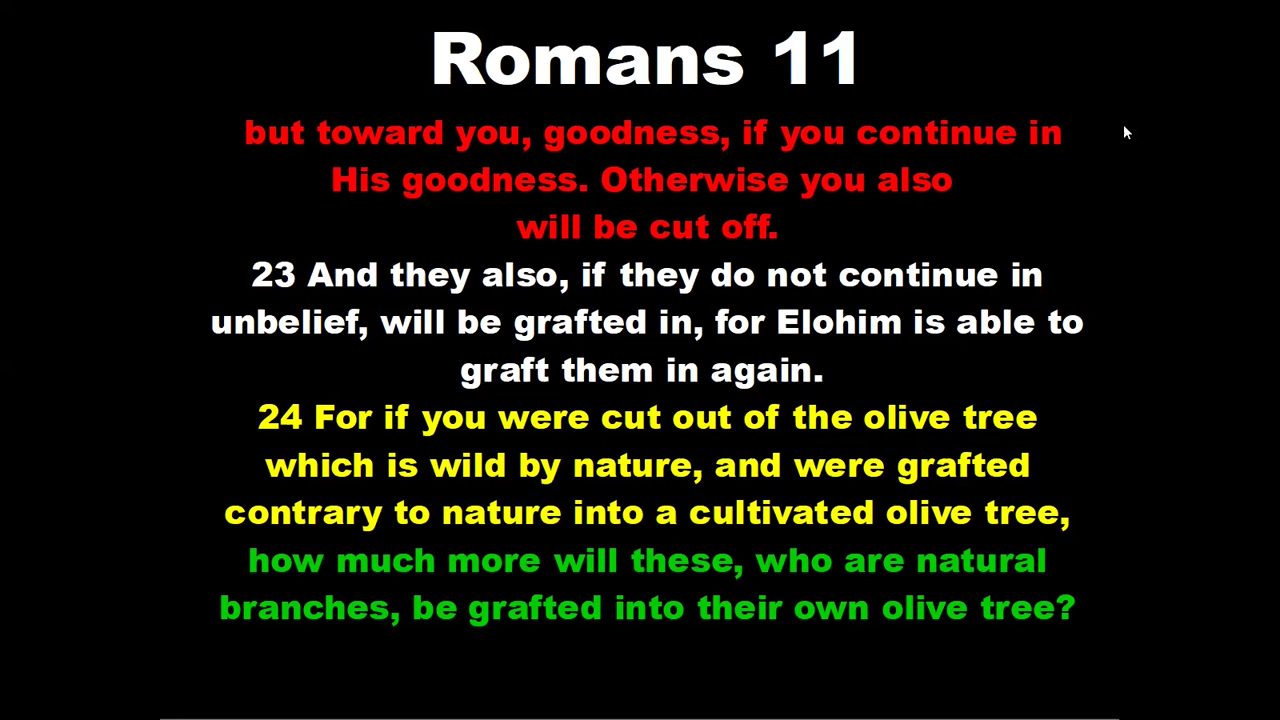 Romans 11
but toward you, goodness, if you continue in
His goodness. Otherwise you also
will be cut off.
23 And they also, if they do not continue in
unbelief, will be grafted in, for Elohim is able to
graft them in again.
24 For if you were cut out of the olive tree
which is wild by nature, and were grafted
contrary to nature into a cultivated olive tree,
how much more will these, who are natural
branches, be grafted into their own olive tree?